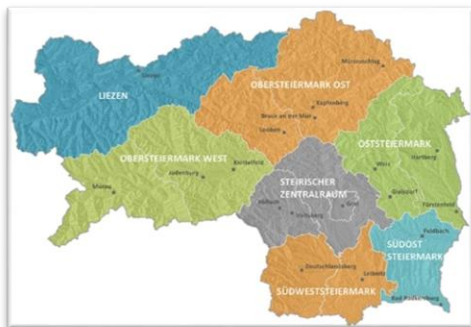 Mürzzuschlag
Liezen
OBERSTEIERMARK OST
LIEZEN
Kapfenberg
Bruck an der Mur
Leoben
OSTSTEIERMARK
Hartberg
OBERSTEIERMARK WEST
Knittelfeld
Weiz
Judenburg
STEIRISCHER
ZENTRALRAUM
Murau
Gleisdorf
Voitsberg
Graz
Fürstenfeld
Feldbach
SÜDOST
STEIERMARK
Deutschlandsberg
Leibnitz
SÜDWESTSTEIERMARK
Bad Radkersburg